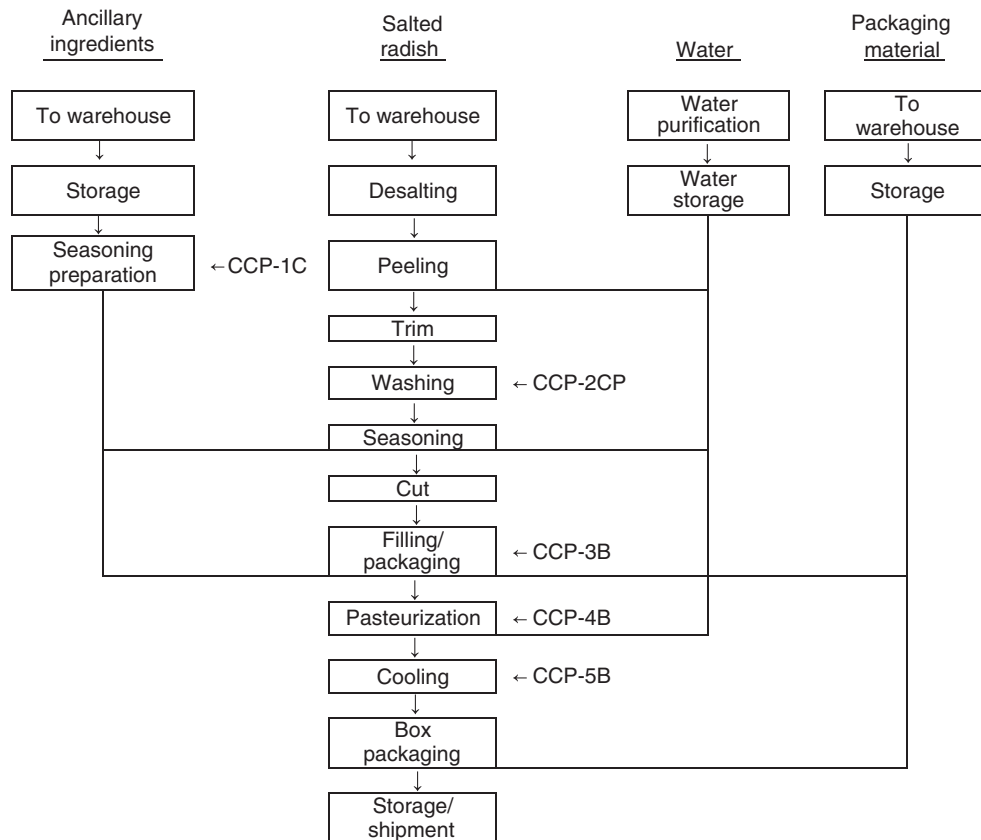 Ancillary
ingredients
Salted
radish
Water
Packaging
material
To warehouse
To warehouse
Water
purification
To
warehouse
Storage
Desalting
Water
storage
Storage
Seasoning
preparation
←CCP-1C
Peeling
Trim
Washing
← CCP-2CP
Seasoning
Cut
Filling/
packaging
← CCP-3B
Pasteurization
← CCP-4B
Cooling
← CCP-5B
Box
packaging
Storage/
shipment